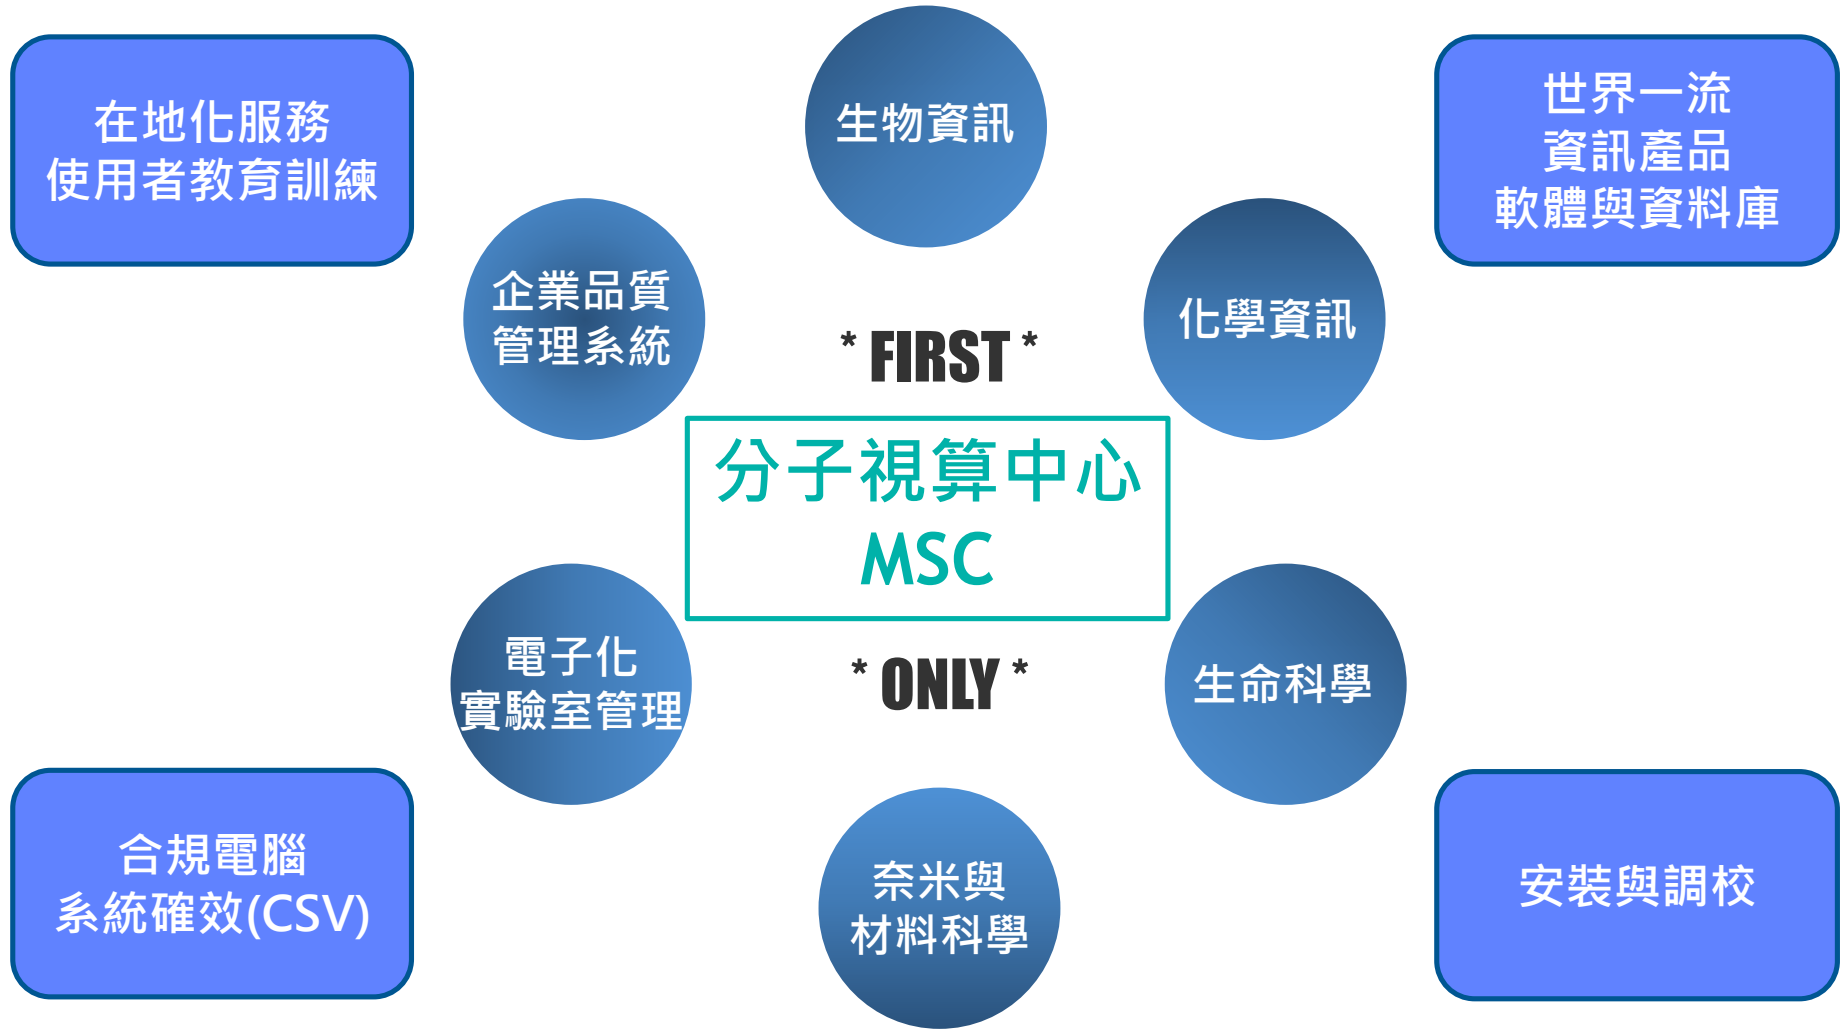 在地化服務
使用者教育訓練
生物資訊
世界一流
資訊產品
軟體與資料庫
企業品質
管理系統
化學資訊
* FIRST *
分子視算中心
MSC
* ONLY *
電子化
實驗室管理
生命科學
合規電腦
系統確效(CSV)
奈米與
材料科學
安裝與調校